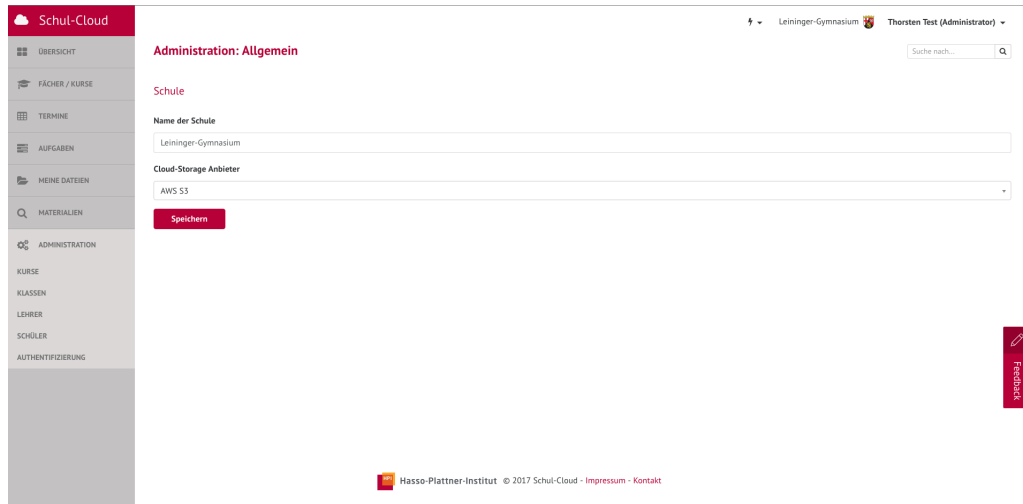 Schul-Cloud
Leininger-Gymnasium
Thorsten Test (Administrator)
ÜBERSICHT
Administration: Allgemein
Suche nach...
FÄCHER / KURSE
Schule
TERMINE
Name der Schule
Leininger-Gymnasium
AUFGABEN
Cloud-Storage Anbieter
MEINE DATEIEN
AWS S3
MATERIALIEN
Speichern
ADMINISTRATION
KURSE
KLASSEN
LEHRER
SCHÜLER
AUTHENTIFIZIERUNG
Feedback
HPI Hasso-Plattner-Institut © 2017 Schul-Cloud - Impressum - Kontakt